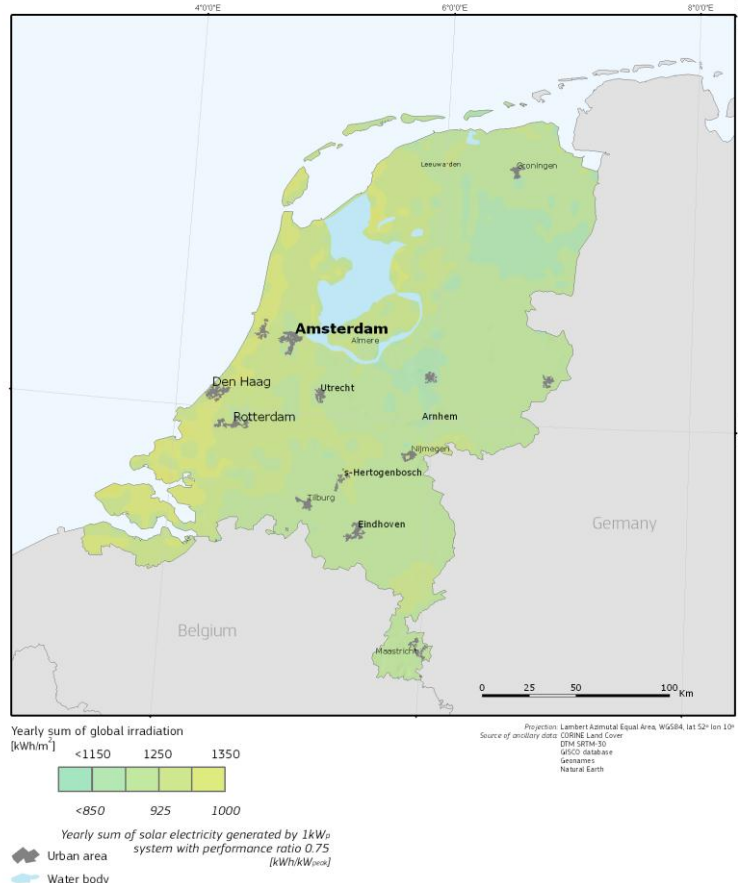 4°0'0"E 6°0'0"E 8°0'0"E
Leeuwarden
Groningen
Amsterdam
Almere
Den Haag
Utrecht
Rotterdam
Arnhem
Nijmegen
's-Hertogenbosch
Tilburg
Eindhoven
Germany
Belgium
Maastricht
0 25 50 100 Km
Yearly sum of global irradiation
[kWh/m²]
<1150 1250 1350
<850 925 1000
Yearly sum of solar electricity generated by 1kWp
system with performance ratio 0.75
[kWh/kWpeak]
Urban area
Water body
Projection: Lambert Azimutal Equal Area, WGS84, lat 52° lon 10°
Source of ancillary data: CORINE Land Cover
DTM SRTM-30
GISCO database
Geonames
Natural Earth